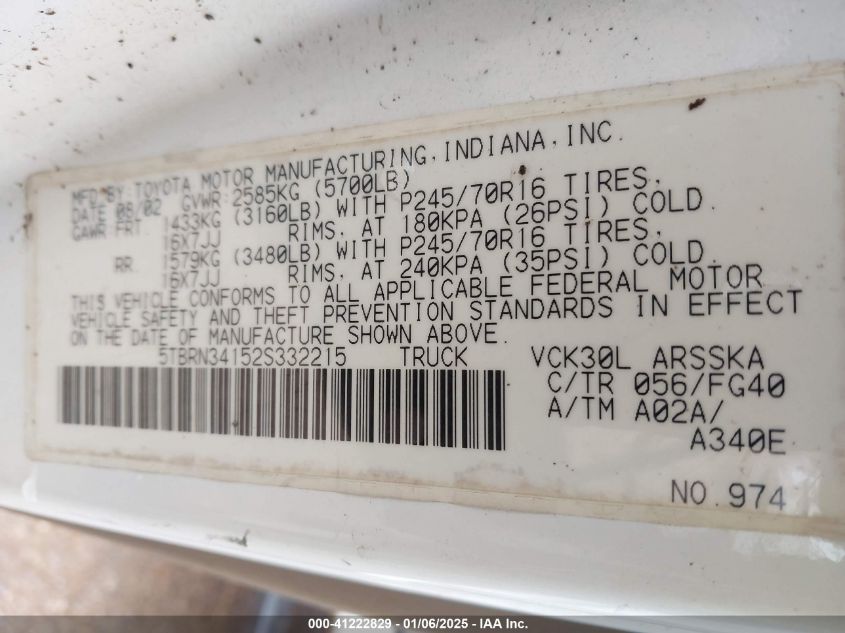 MFD.BY:TOYOTA MOTOR MANUFACTURING,INDIANA,INC.
DATE 08/02 GVWR:2585KG (5700LB)
GAWR FRT. 1433KG (3160LB) WITH P245/70R16 TIRES,
16X7JJ RIMS, AT 180KPA (26PSI) COLD.
RR. 1579KG (3480LB) WITH P245/70R16 TIRES,
16X7JJ RIMS, AT 240KPA (35PSI) COLD.
THIS VEHICLE CONFORMS TO ALL APPLICABLE FEDERAL MOTOR
VEHICLE SAFETY AND THEFT PREVENTION STANDARDS IN EFFECT
ON THE DATE OF MANUFACTURE SHOWN ABOVE.
5TBRN34152S332215 TRUCK VCK30L ARSSKA
C/TR 056/FG40
A/TM A02A/
A340E
NO.974
000-41222829 - 01/06/2025 - IAA Inc.